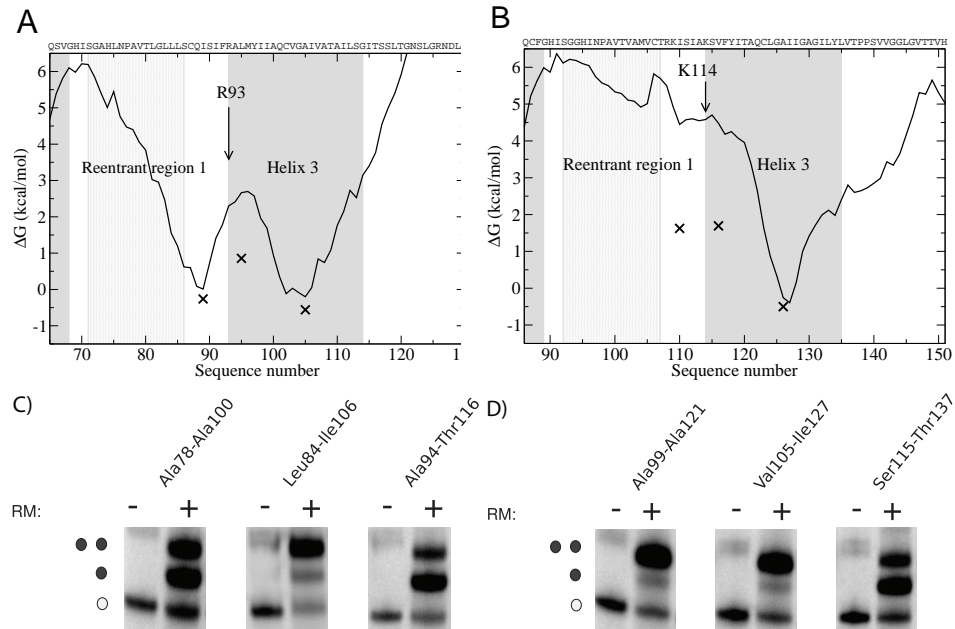 A
QSVGHISGAHLNPAVTLGLLLSCQISIFRALMYIIAQCVGAIVATAILSGITSSLTGNSLGRNDL
6
5
4
3
2
1
0
-1
ΔG (kcal/mol)
R93
Reentrant region 1
Helix 3
70 80 90 100 110 120 1
Sequence number
B
QCFGHISGGHINPAVTVAMVCTRKISIAKSVFYITAQCLGAIIGAGILYLVTPPSVVGGLGVTTVH
6
5
4
3
2
1
0
-1
ΔG (kcal/mol)
K114
Reentrant region 1
Helix 3
90 100 110 120 130 140 150
Sequence number
C)
Ala78-Ala100
Leu84-Ile106
Ala94-Thr116
RM: - + - + - +
D)
Ala99-Ala121
Val105-Ile127
Ser115-Thr137
RM: - + - + - +